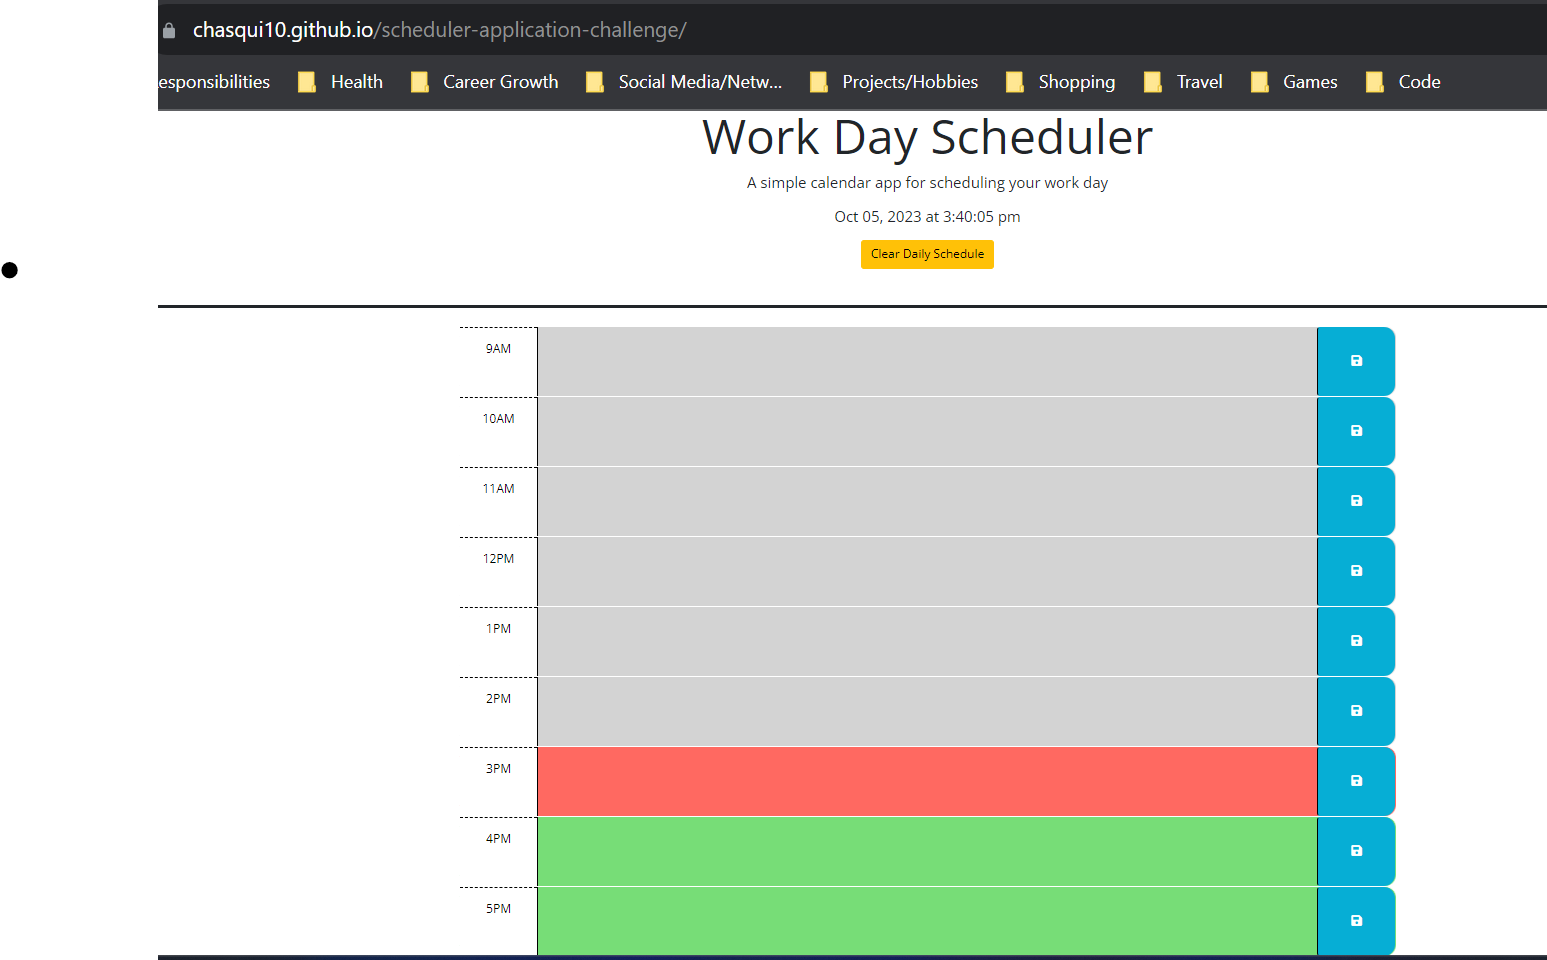 chasqui10.github.io/scheduler-application-challenge/
esponsibilities Health Career Growth Social Media/Netw... Projects/Hobbies Shopping Travel Games Code
Work Day Scheduler
A simple calendar app for scheduling your work day
Oct 05, 2023 at 3:40:05 pm
Clear Daily Schedule
9AM
10AM
11AM
12PM
1PM
2PM
3PM
4PM
5PM